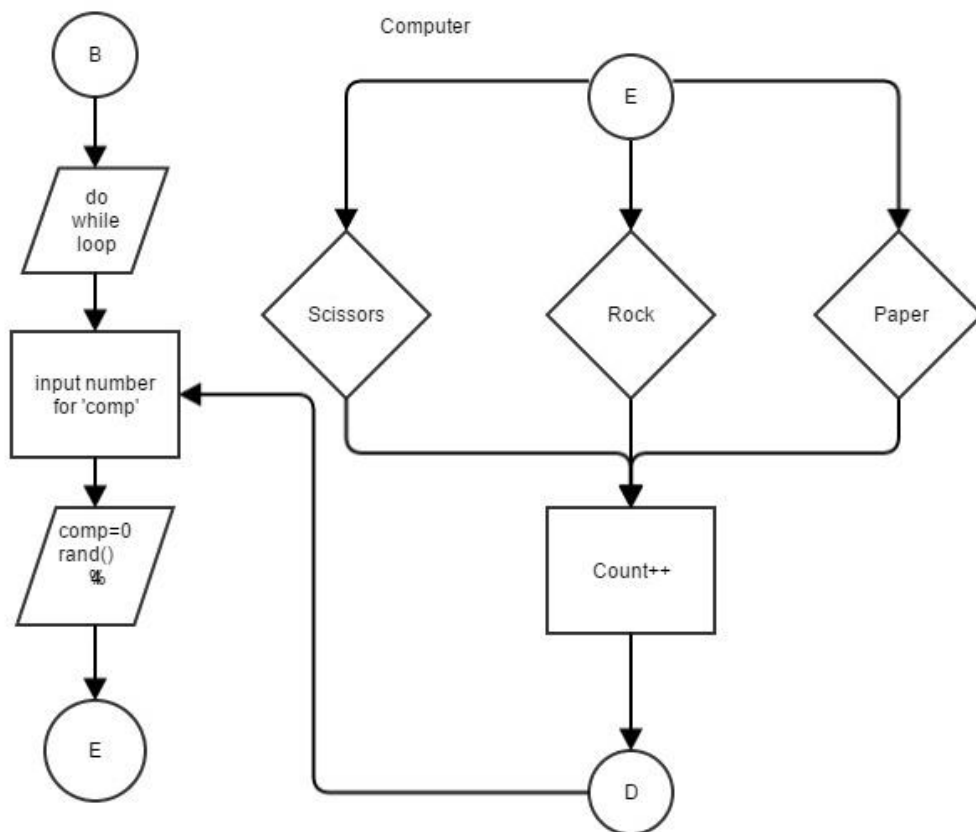 Computer
B
do
while
loop
input number
for 'comp'
comp=0
rand()
E
E
Scissors
Rock
Paper
Count++
D